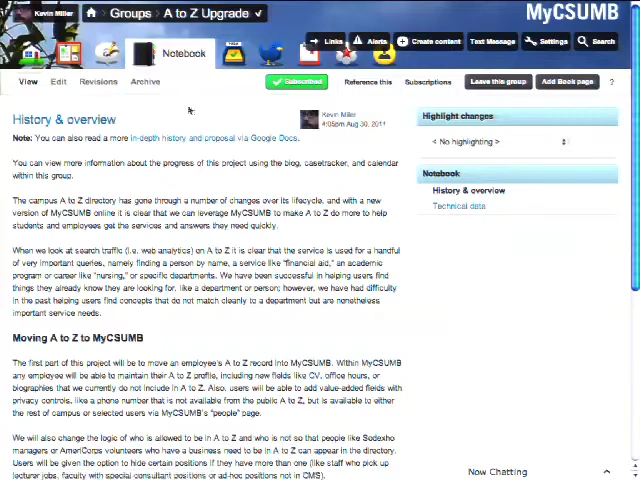 Kevin Miller
Groups
A to Z Upgrade
MyCSUMB
Links
Alerts
Create content
Text Message
Settings
Search
Notebook
View
Edit
Revisions
Archive
Subscribed
Reference this
Subscriptions
Leave this group
Add Book page
?
History & overview
Kevin Miller
4:05pm Aug 30, 2011
Note: You can also read a more in-depth history and proposal via Google Docs.
You can view more information about the progress of this project using the blog, casetracker, and calendar
within this group.
The campus A to Z directory has gone through a number of changes over its lifecycle, and with a new
version of MyCSUMB online it is clear that we can leverage MyCSUMB to make A to Z do more to help
students and employees get the services and answers they need quickly.
When we look at search traffic (i.e. web analytics) on A to Z it is clear that the service is used for a handful
of very important queries, namely finding a person by name, a service like "financial aid," an academic
program or career like "nursing," or specific departments. We have been successful in helping users find
things they already know they are looking for, like a department or person; however, we have had difficulty
in the past helping users find concepts that do not match cleanly to a department but are nonetheless
important service needs.
Moving A to Z to MyCSUMB
The first part of this project will be to move an employee's A to Z record into MyCSUMB. Within MyCSUMB
any employee will be able to maintain their A to Z profile, including new fields like CV, office hours, or
biographies that we currently do not include in A to Z. Also, users will be able to add value-added fields with
privacy controls, like a phone number that is not available from the public A to Z, but is available to either
the rest of campus or selected users via MyCSUMB's "people" page.
We will also change the logic of who is allowed to be in A to Z and who is not so that people like Sodexho
managers or AmeriCorps volunteers who have a business need to be in A to Z can appear in the directory.
Users will be given the option to hide certain positions if they have more than one (like staff who pick up
lecturer jobs, faculty with special consultant positions or ad-hoc positions not in CMS).
Highlight changes
< No highlighting >
Notebook
History & overview
Technical data
Now Chatting